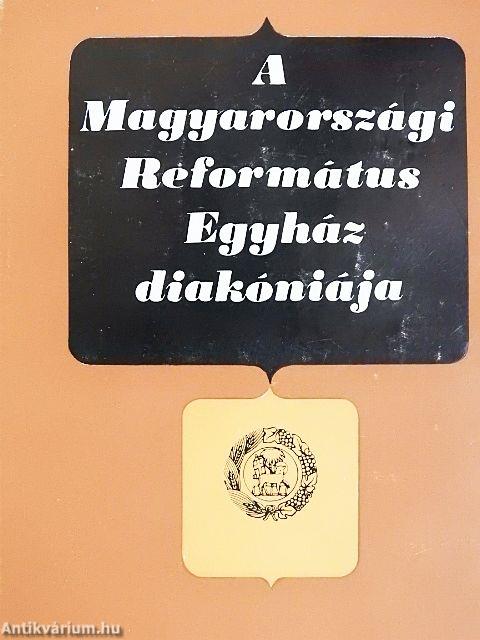 A
Magyarországi
Református
Egyház
diakóniája
Antikvárium.hu